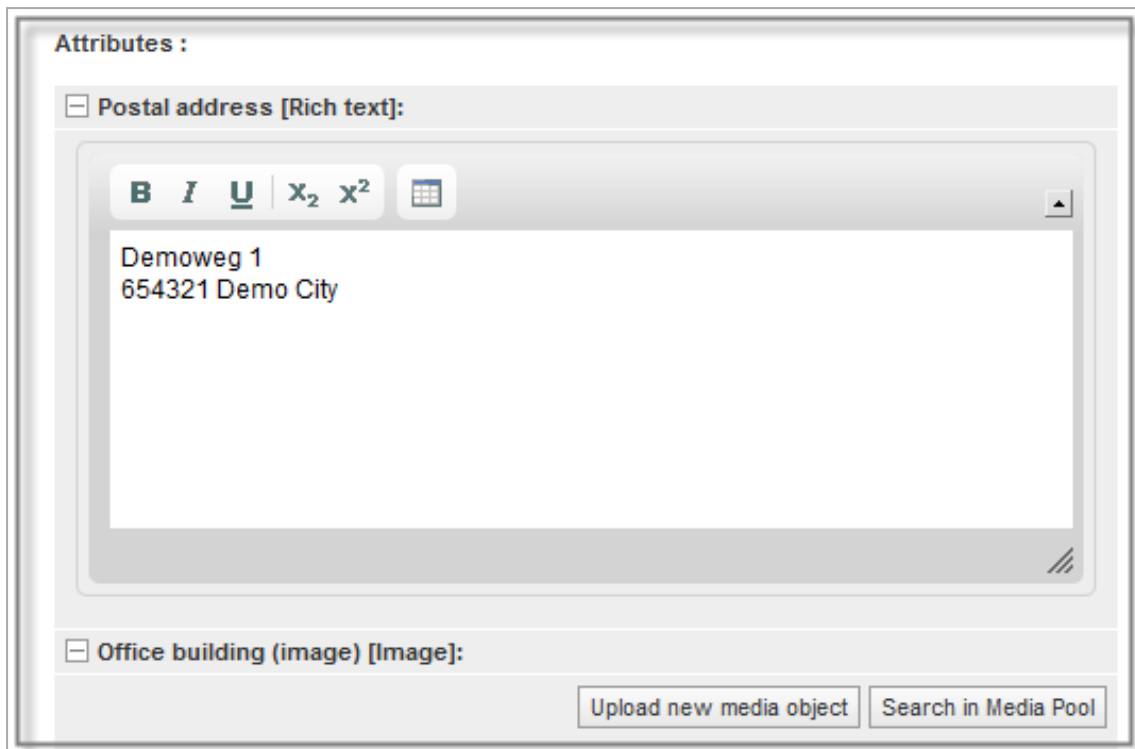 Attributes :
Postal address [Rich text]:
B I U x₂ x²
Demoweg 1
654321 Demo City
Office building (image) [Image]:
Upload new media object Search in Media Pool